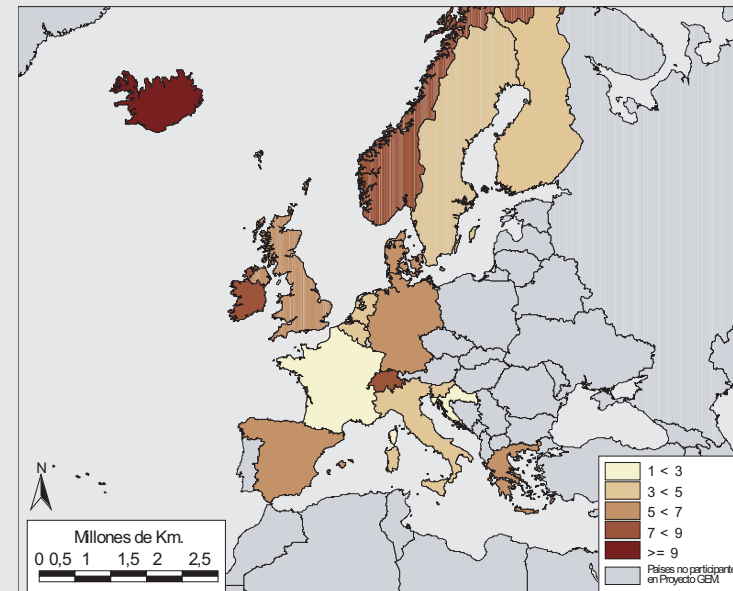 N
Millones de Km.
0 0,5 1 1,5 2 2,5
1 < 3
3 < 5
5 < 7
7 < 9
>= 9
Países no participante
en Proyecto GEM.